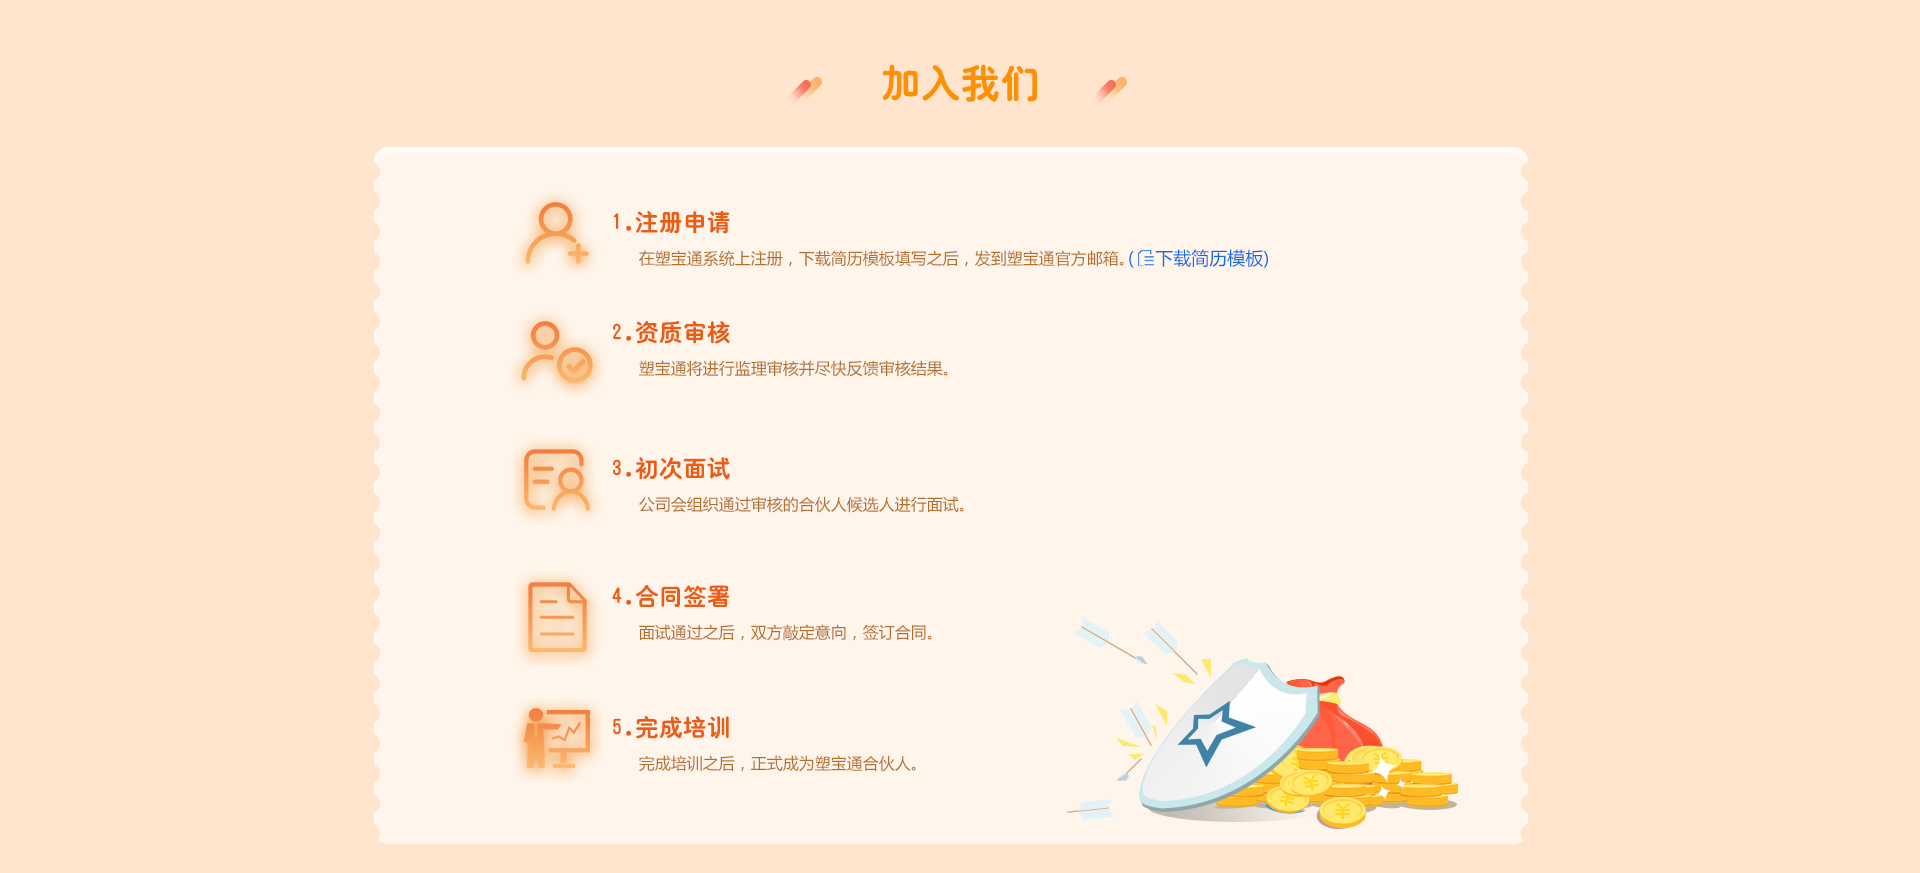 加入我们
1.注册申请
在塑宝通系统上注册，下载简历模板填写之后，发到塑宝通官方邮箱。(下载简历模板)
2.资质审核
塑宝通将进行监理审核并尽快反馈审核结果。
3.初次面试
公司会组织通过审核的合伙人候选人进行面试。
4.合同签署
面试通过之后，双方敲定意向，签订合同。
5.完成培训
完成培训之后，正式成为塑宝通合伙人。